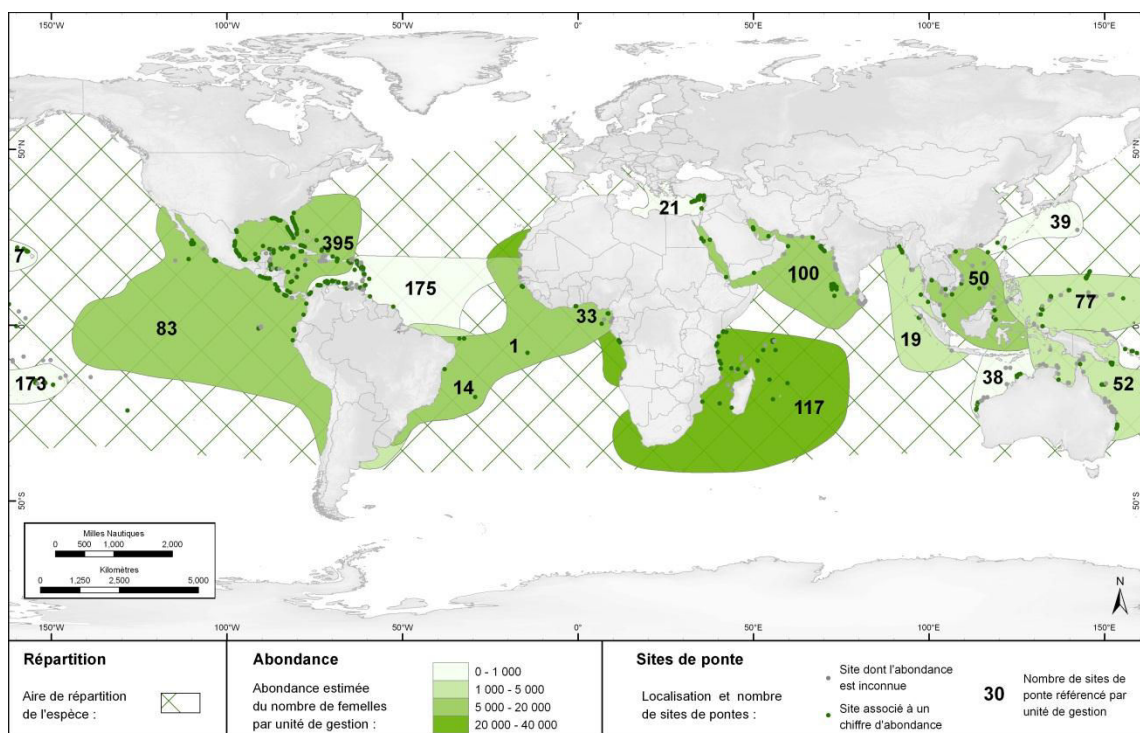 150°W 100°W 50°W 0° 50°E 100°E 150°E
50°N 50°N
0° 0°
50°S 50°S
7
395
175
21
39
100
50
77
83
33
19
1
173
14
38
52
117
Milles Nautiques
0 500 1,000 2,000
Kilomètres
0 1,250 2,500 5,000
N
150°W 100°W 50°W 0° 50°E 100°E 150°E
Répartition
Aire de répartition
de l'espèce :
Abondance
Abondance estimée
du nombre de femelles
par unité de gestion :
0 - 1 000
1 000 - 5 000
5 000 - 20 000
20 000 - 40 000
Sites de ponte
Localisation et nombre
de sites de pontes :
Site dont l'abondance
est inconnue
Site associé à un
chiffre d'abondance
30
Nombre de sites de
ponte référencé par
unité de gestion